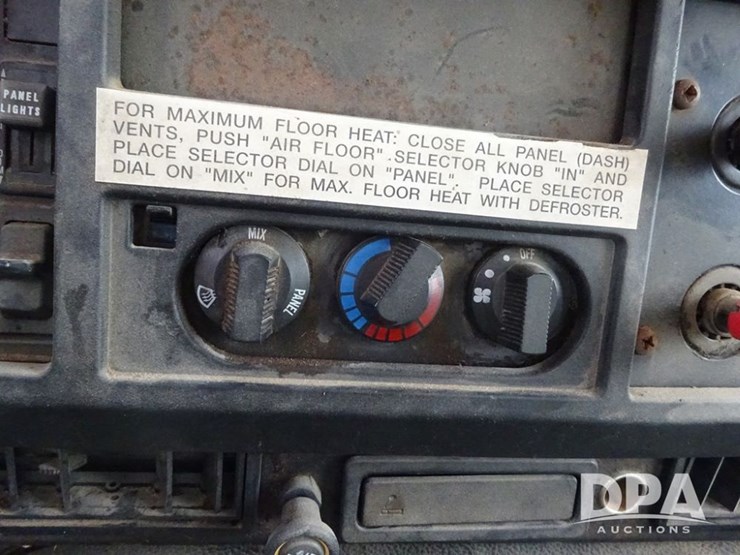 PANEL
LIGHTS
FOR MAXIMUM FLOOR HEAT: CLOSE ALL PANEL (DASH)
VENTS, PUSH "AIR FLOOR" SELECTOR KNOB "IN" AND
PLACE SELECTOR DIAL ON "PANEL". PLACE SELECTOR
DIAL ON "MIX" FOR MAX. FLOOR HEAT WITH DEFROSTER.
MIX
PANEL
OFF
DPA
AUCTIONS